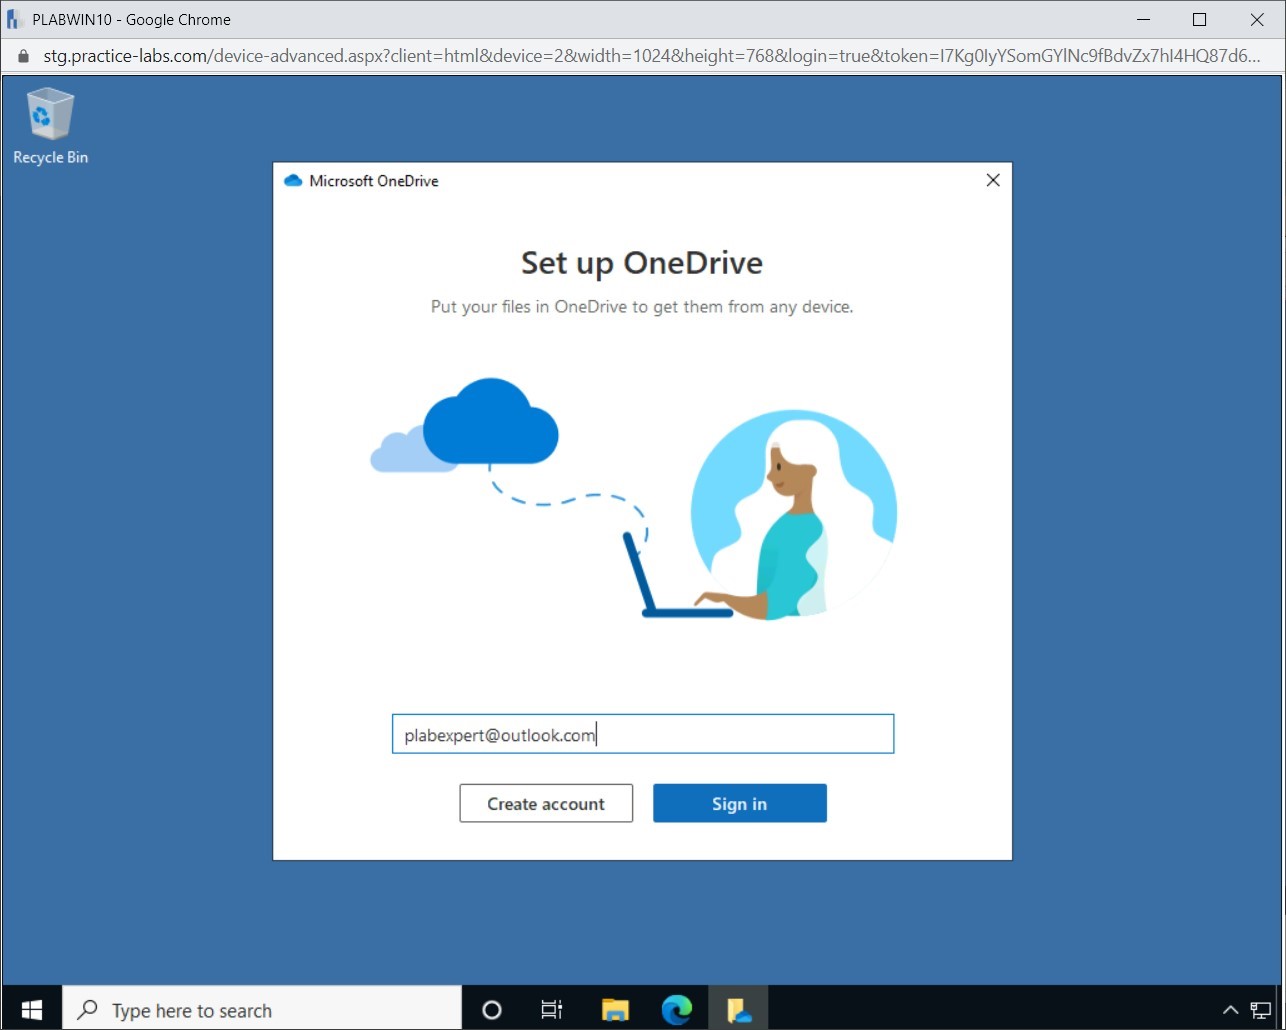 PLABWIN10 - Google Chrome
stg.practice-labs.com/device-advanced.aspx?client=html&device=2&width=1024&height=768&login=true&token=I7Kg0IyYSomGYlNc9fBdvZx7hI4HQ87d6...
Recycle Bin
Microsoft OneDrive
Set up OneDrive
Put your files in OneDrive to get them from any device.
plabexpert@outlook.com
Create account
Sign in
Type here to search